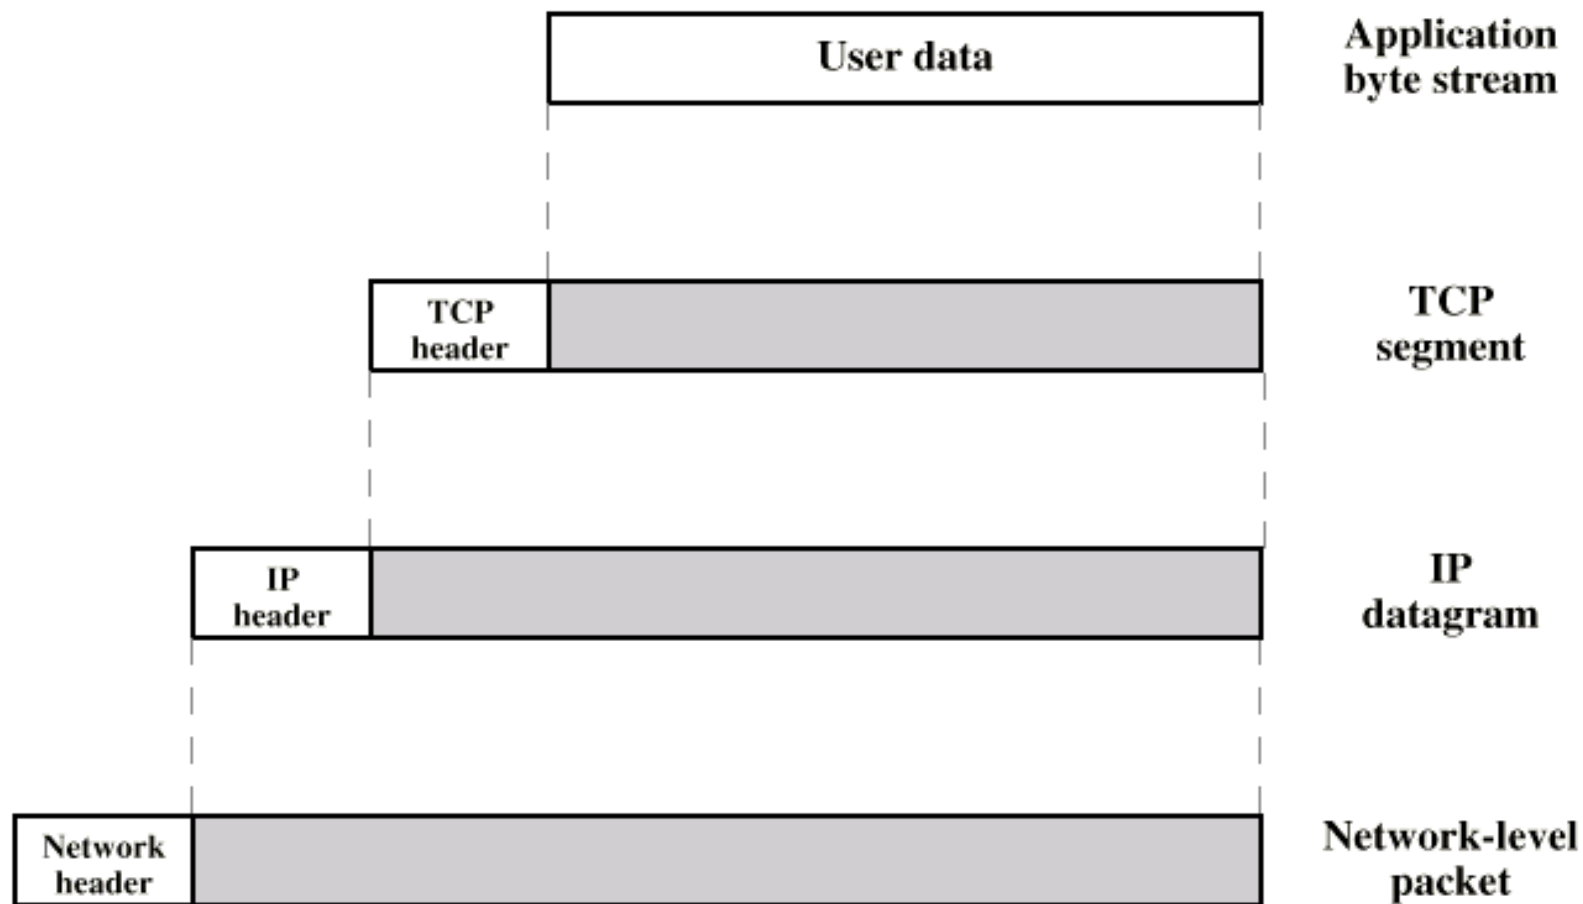 User data
Application
byte stream
TCP
header
TCP
segment
IP
header
IP
datagram
Network
header
Network-level
packet